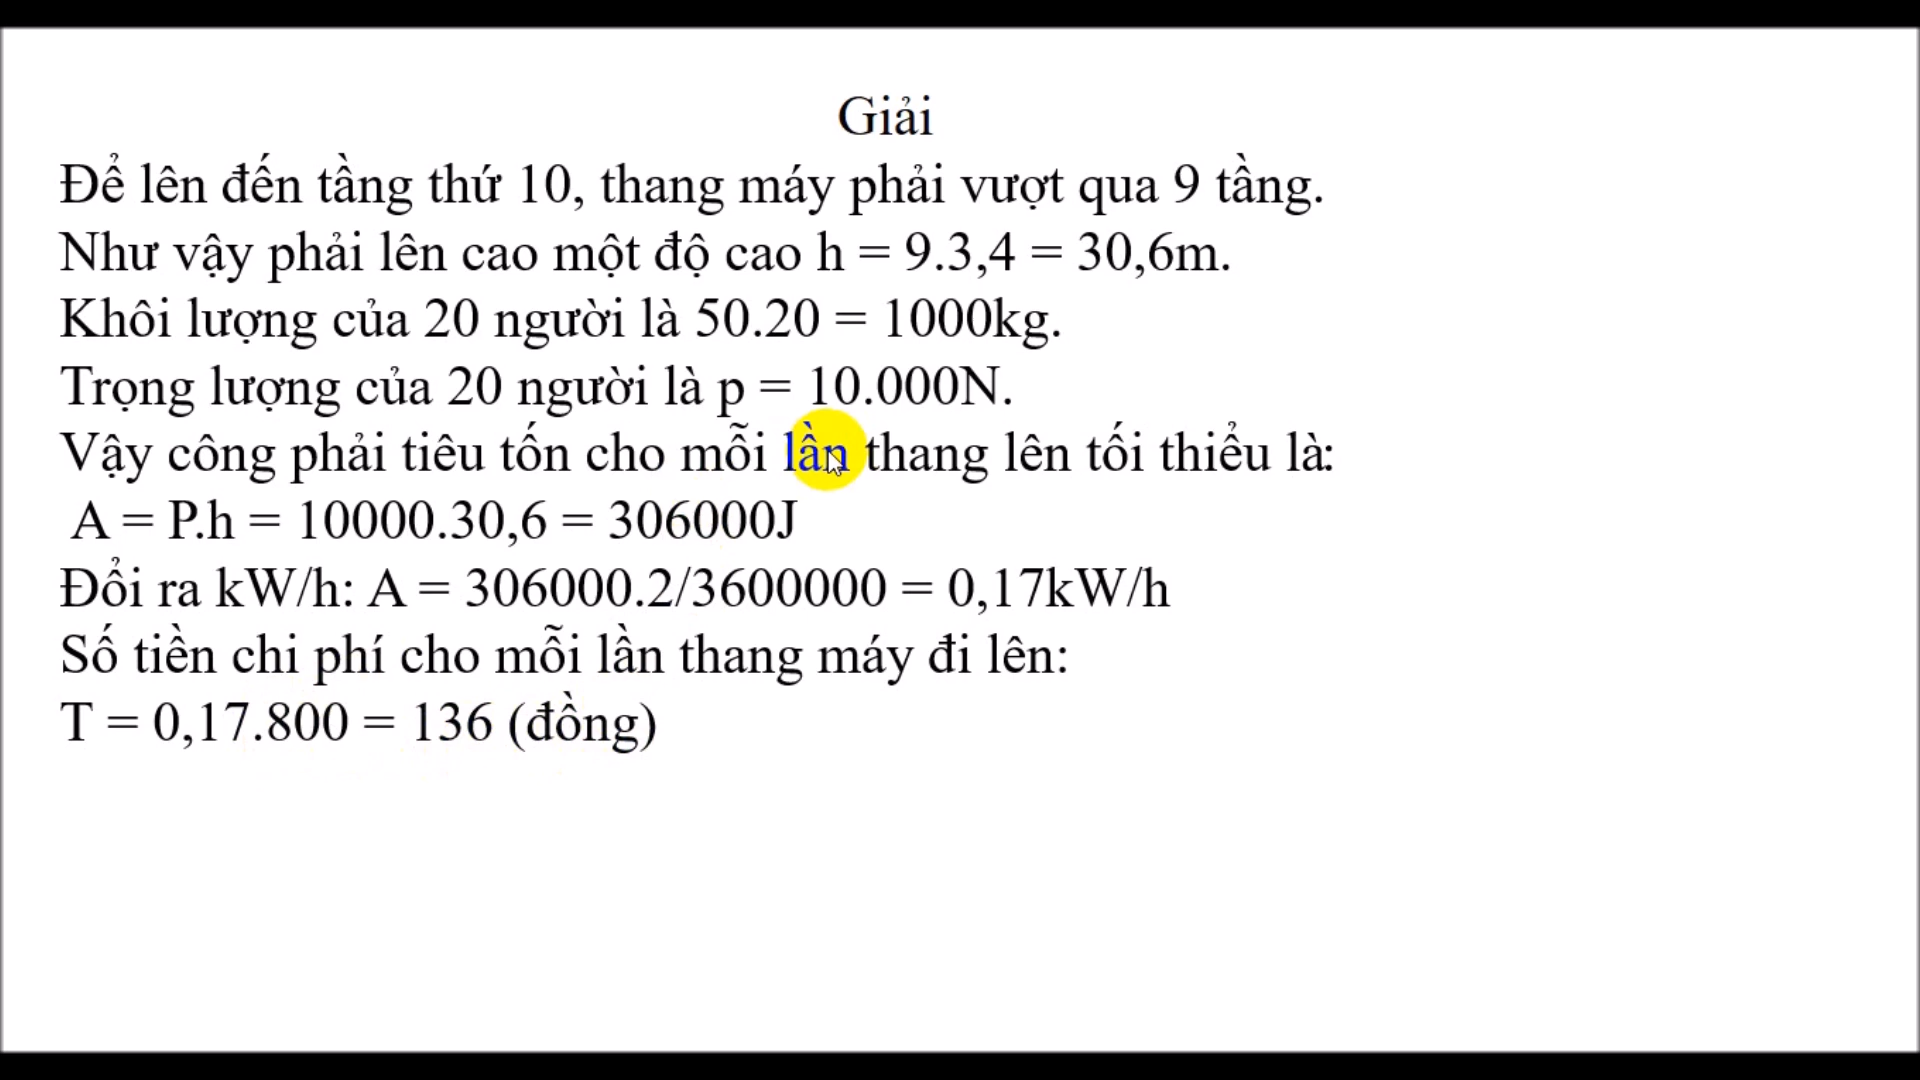 Giải
Để lên đến tầng thứ 10, thang máy phải vượt qua 9 tầng.
Như vậy phải lên cao một độ cao h = 9.3,4 = 30,6m.
Khôi lượng của 20 người là 50.20 = 1000kg.
Trọng lượng của 20 người là p = 10.000N.
Vậy công phải tiêu tốn cho mỗi lần thang lên tối thiểu là:
A = P.h = 10000.30,6 = 306000J
Đổi ra kW/h: A = 306000.2/3600000 = 0,17kW/h
Số tiền chi phí cho mỗi lần thang máy đi lên:
T = 0,17.800 = 136 (đồng)